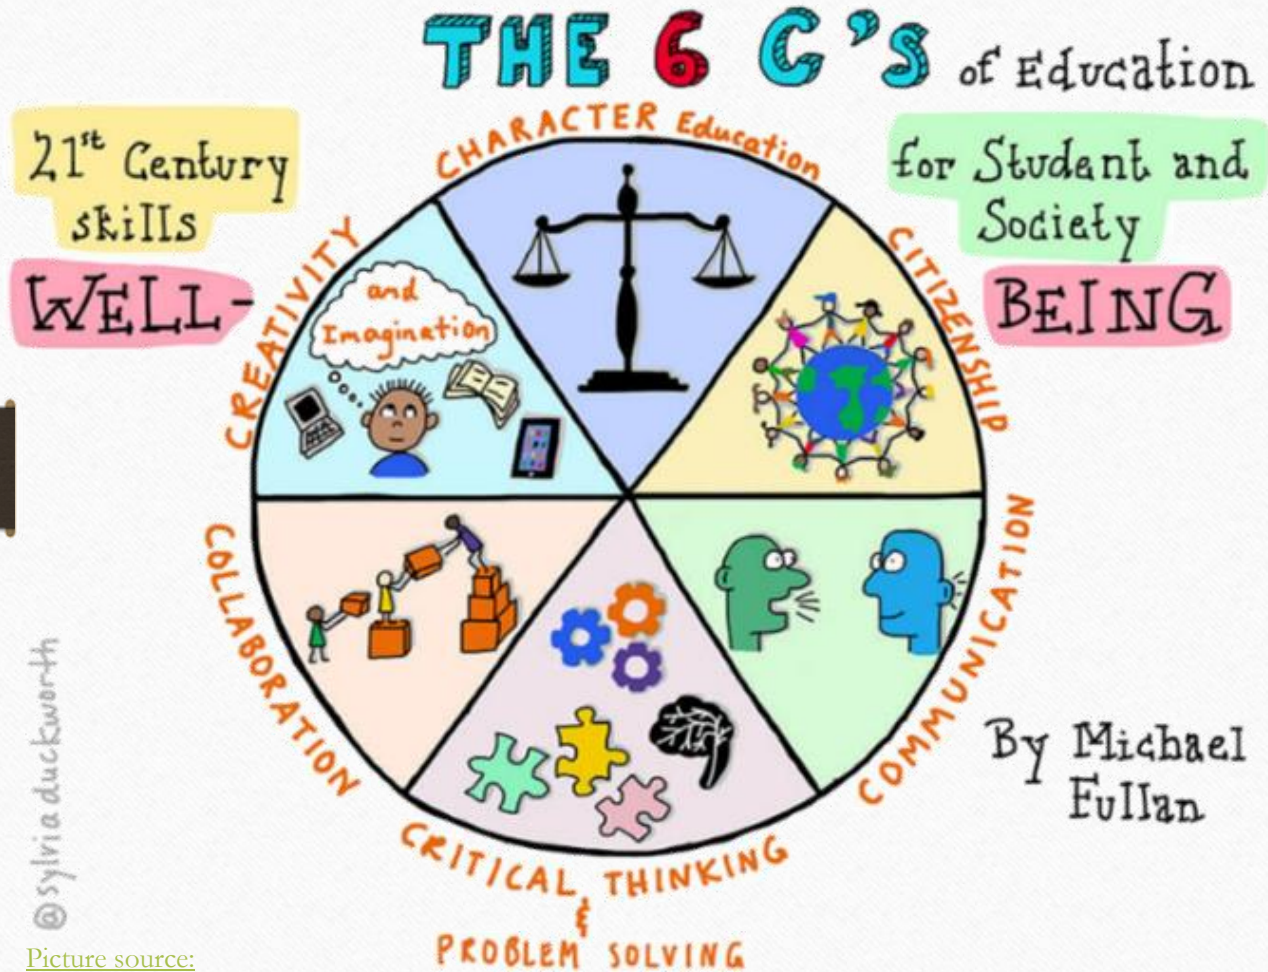 THE 6 C'S of Education
21st Century
skills
WELL-
for Student and
Society
BEING
CHARACTER Education
CITIZENSHIP
COMMUNICATION
CRITICAL THINKING
&
PROBLEM SOLVING
COLLABORATION
CREATIVITY
and
Imagination
By Michael
Fullan
@sylviaduckworth
Picture source: